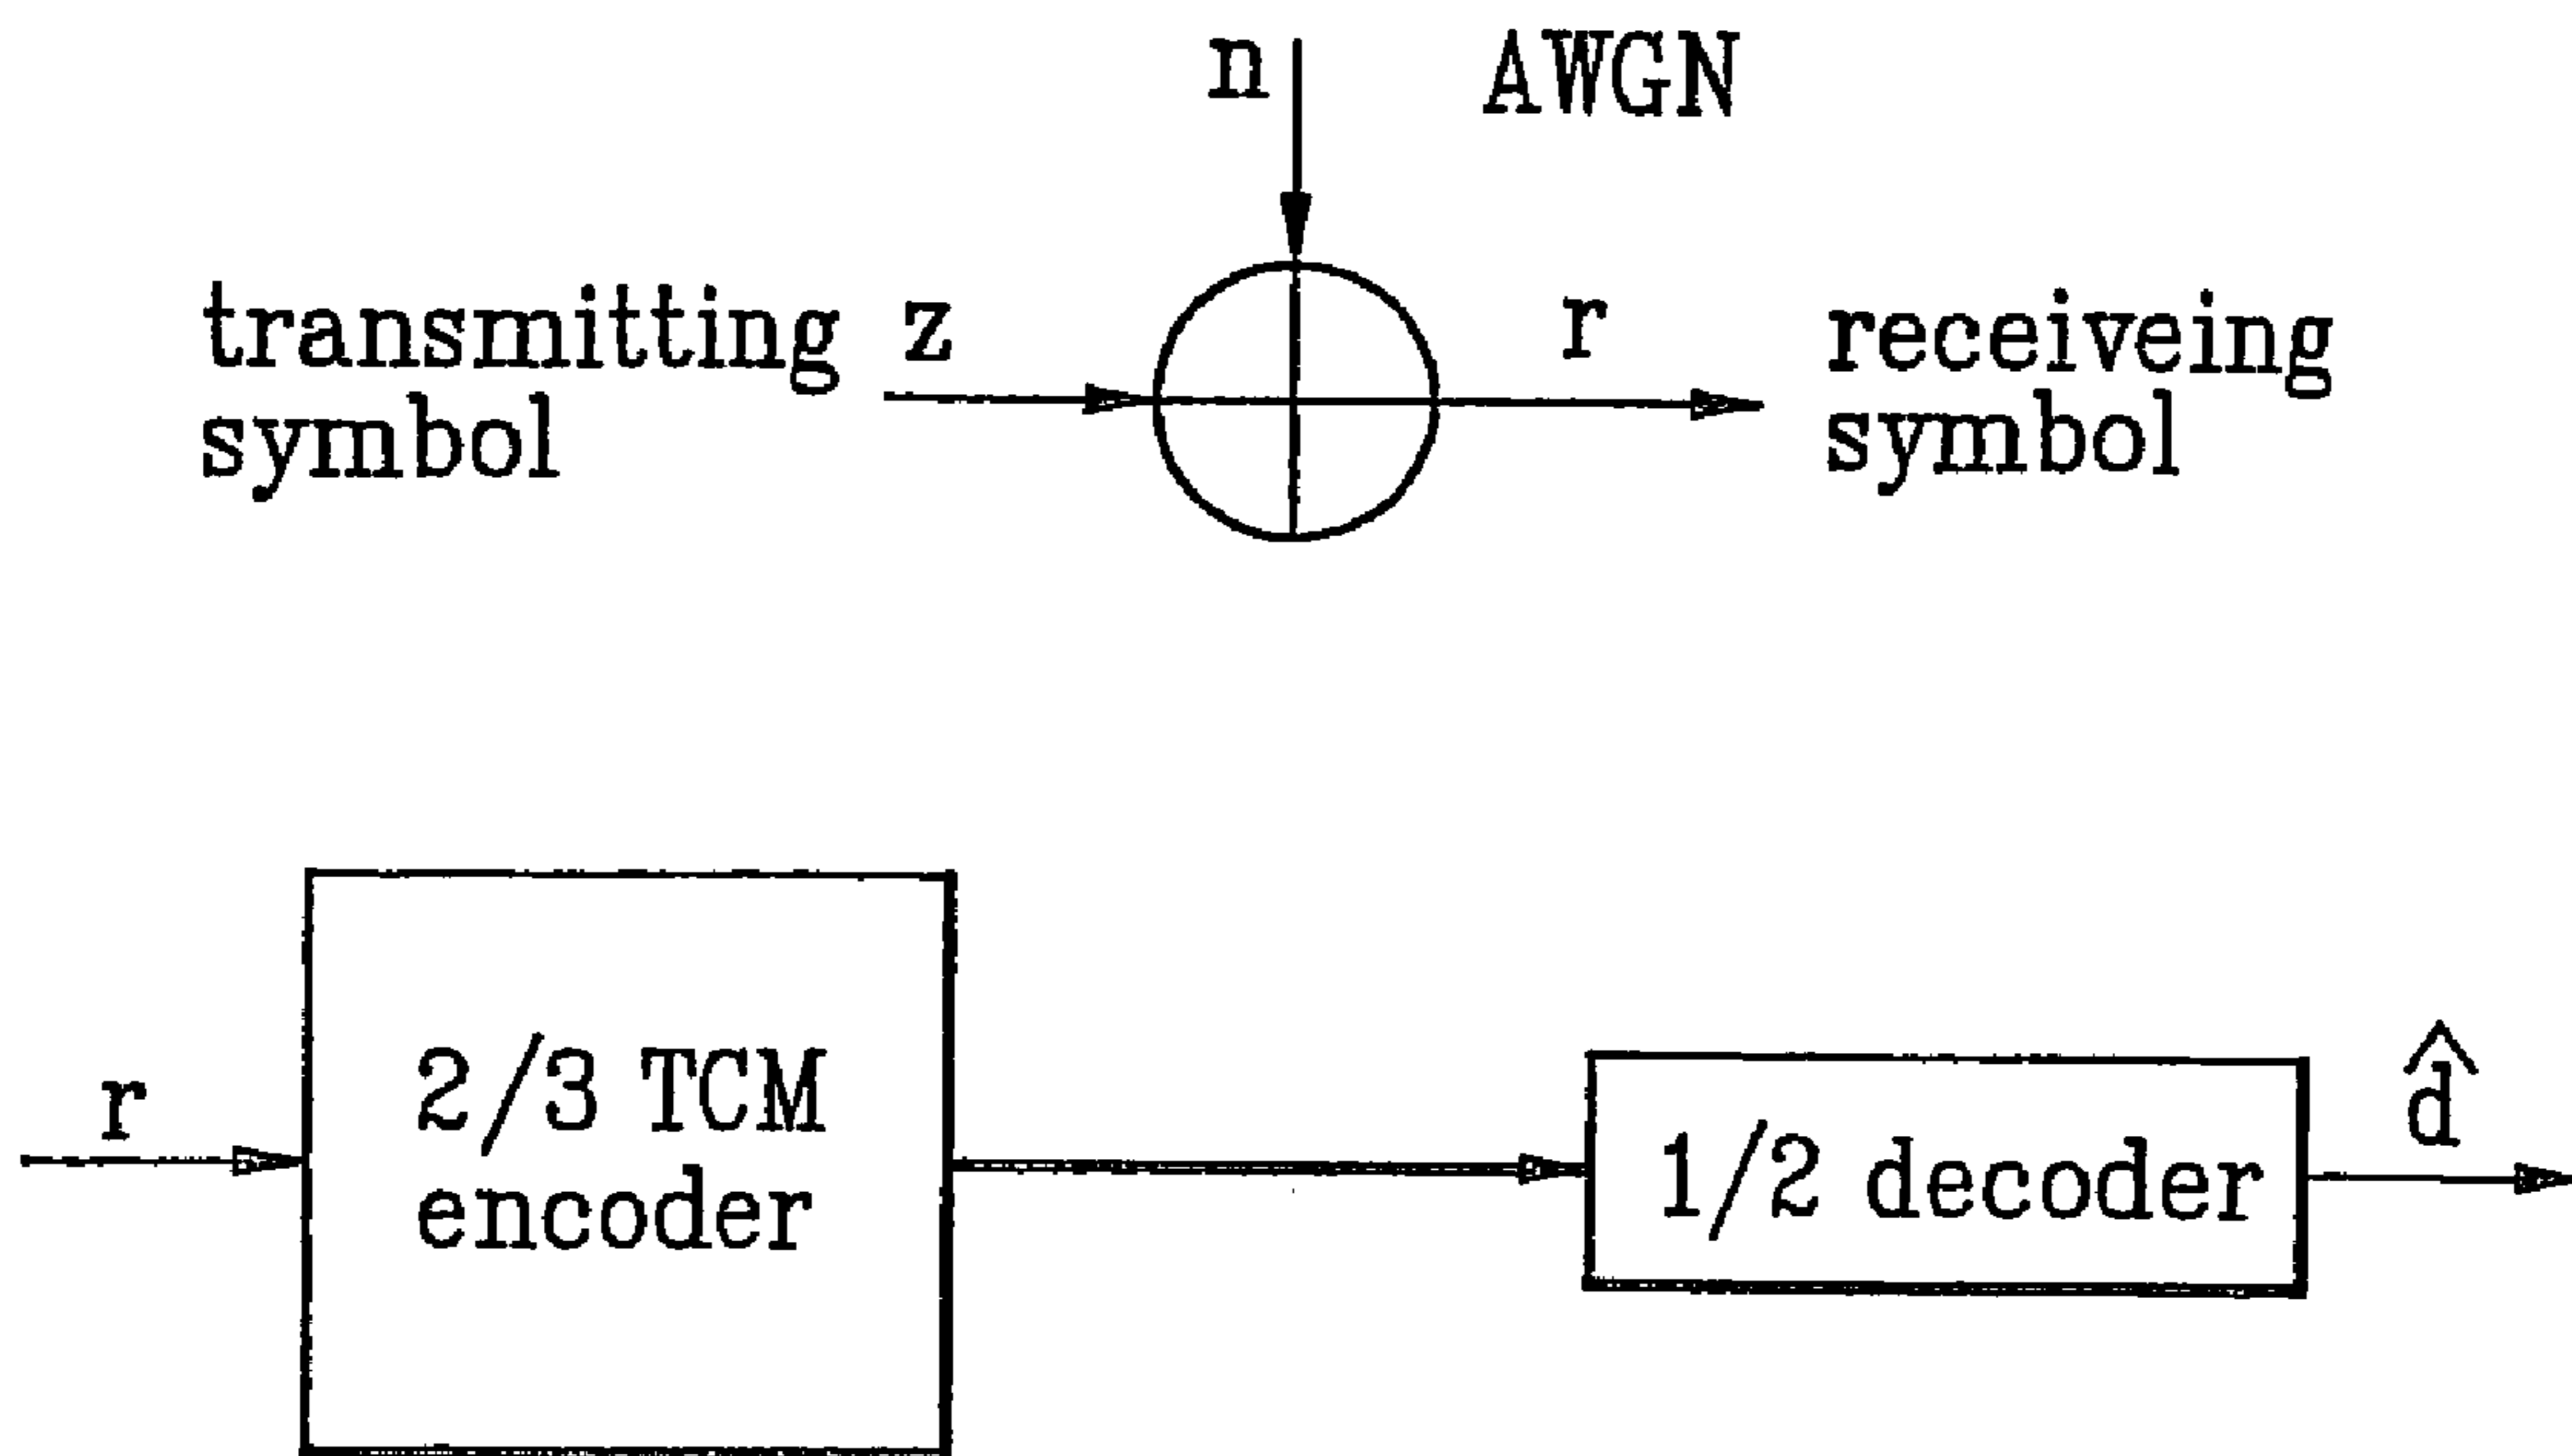 n AWGN
transmitting z r receiveing
symbol symbol
r 2/3 TCM
encoder
1/2 decoder
d̂